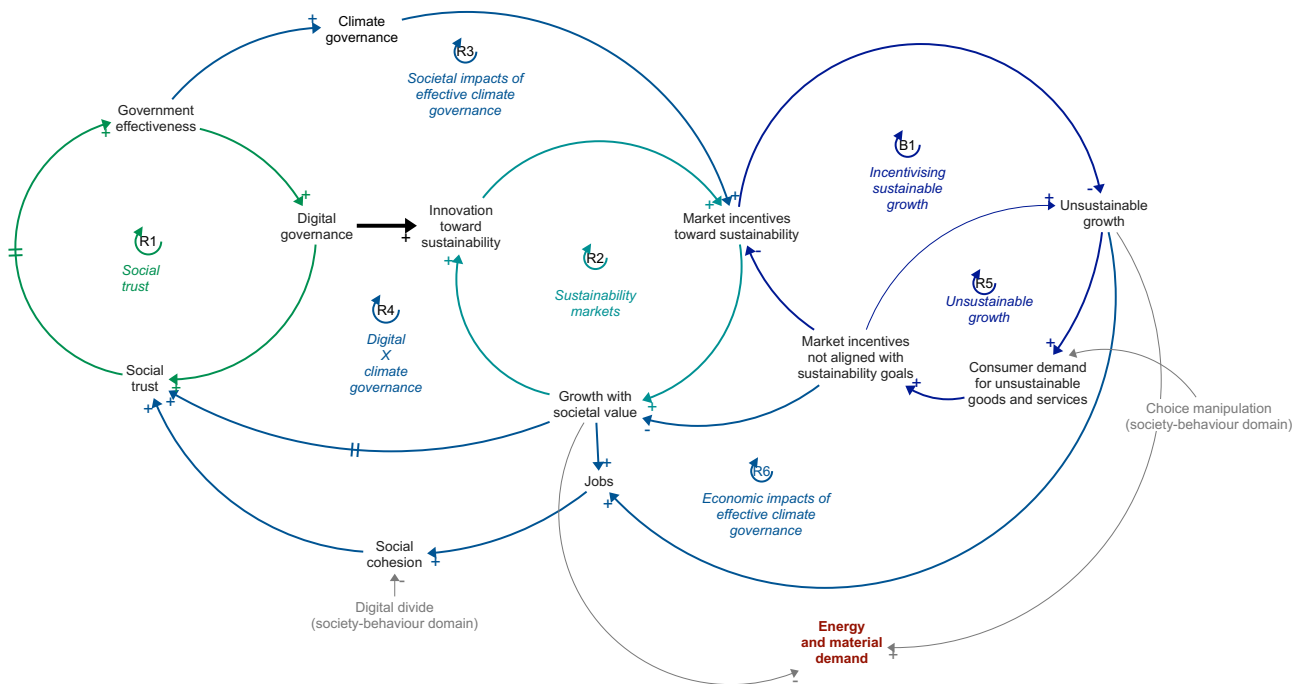 Climate
governance
R3
Societal impacts of
effective climate
governance
Government
effectiveness
B1
Incentivising
sustainable
growth
Digital
governance
Innovation
toward
sustainability
Market incentives
toward sustainability
Unsustainable
growth
R1
Social
trust
R2
Sustainability
markets
R4
Digital
X
climate
governance
R5
Unsustainable
growth
Market incentives
not aligned with
sustainability goals
Consumer demand
for unsustainable
goods and services
Social
trust
Growth with
societal value
Choice manipulation
(society-behaviour domain)
Jobs
R6
Economic impacts of
effective climate
governance
Social
cohesion
Digital divide
(society-behaviour domain)
Energy
and material
demand